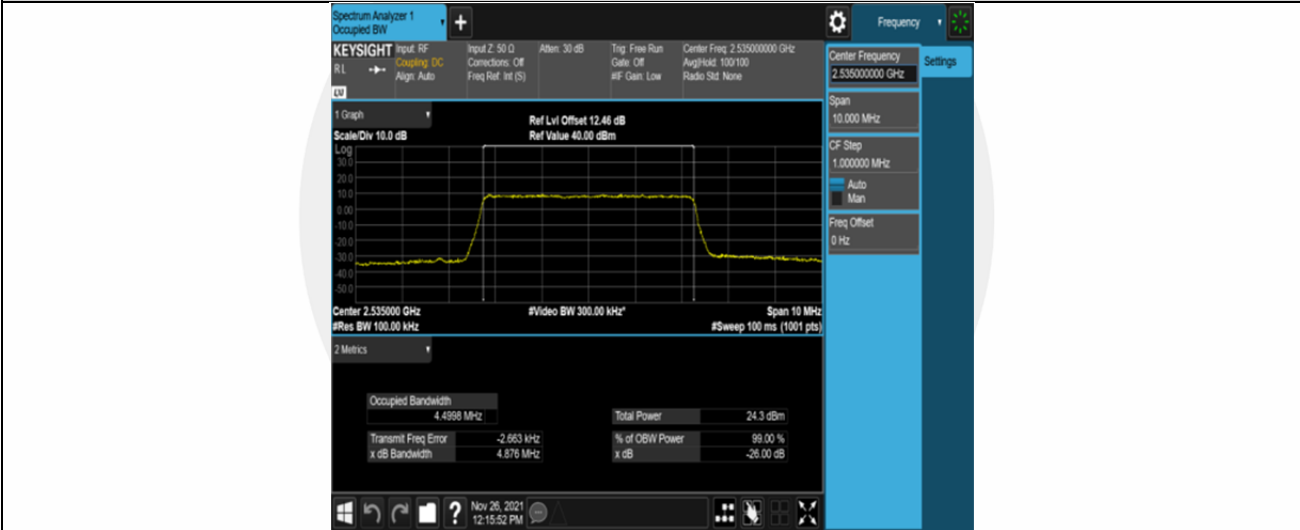 Spectrum Analyzer 1
Occupied BW
+
Frequency
KEYSIGHT
RL
Input: RF
Coupling: DC
Align: Auto
Input Z: 50 Ω
Corrections: Off
Freq Ref: Int (S)
Atten: 30 dB
Trig: Free Run
Gate: Off
#IF Gain: Low
Center Freq: 2.535000000 GHz
Avg|Hold: 100/100
Radio Std: None
1 Graph
Scale/Div 10.0 dB
Ref Lvl Offset 12.46 dB
Ref Value 40.00 dBm
Log
30.0
20.0
10.0
0.00
-10.0
-20.0
-30.0
-40.0
-50.0
Center 2.535000 GHz
#Res BW 100.00 kHz
#Video BW 300.00 kHz*
Span 10 MHz
#Sweep 100 ms (1001 pts)
2 Metrics
Occupied Bandwidth
4.4998 MHz
Total Power 24.3 dBm
Transmit Freq Error -2.663 kHz
% of OBW Power 99.00 %
x dB Bandwidth 4.876 MHz
x dB -26.00 dB
?
Nov 26, 2021
12:15:52 PM
Center Frequency
2.535000000 GHz
Settings
Span
10.000 MHz
CF Step
1.000000 MHz
Auto
Man
Freq Offset
0 Hz